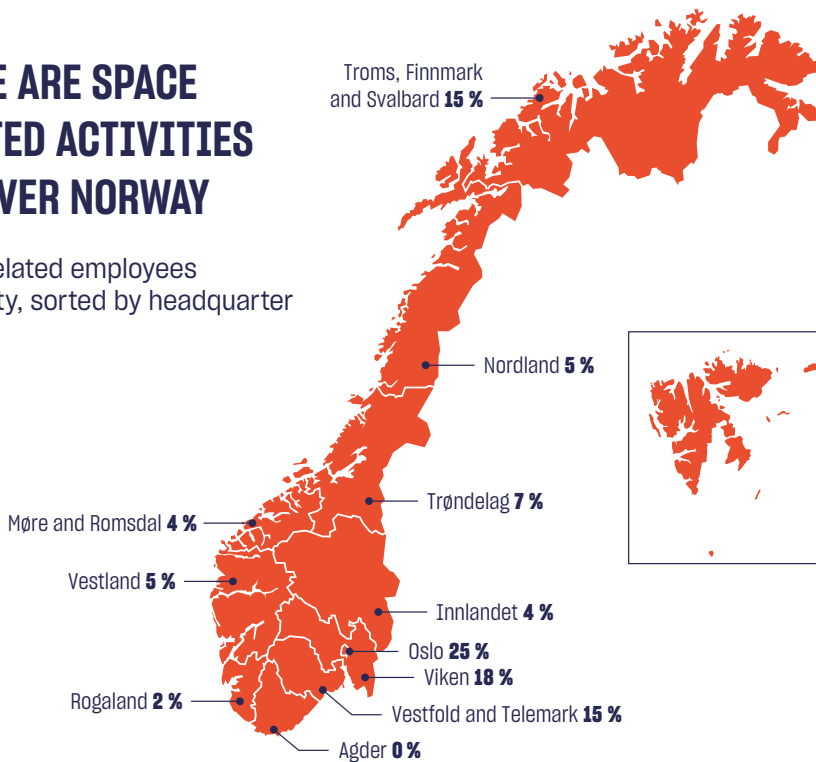 E ARE SPACE
TED ACTIVITIES
VER NORWAY
elated employees
ty, sorted by headquarter
Troms, Finnmark
and Svalbard 15 %
Nordland 5 %
Trøndelag 7 %
Møre and Romsdal 4 %
Vestland 5 %
Innlandet 4 %
Oslo 25 %
Viken 18 %
Rogaland 2 %
Vestfold and Telemark 15 %
Agder 0 %